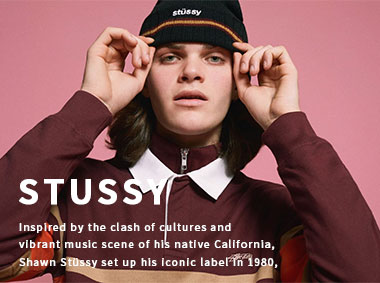 stüssy
STUSSY
Inspired by the clash of cultures and
vibrant music scene of his native California,
Shawn Stüssy set up his iconic label in 1980,